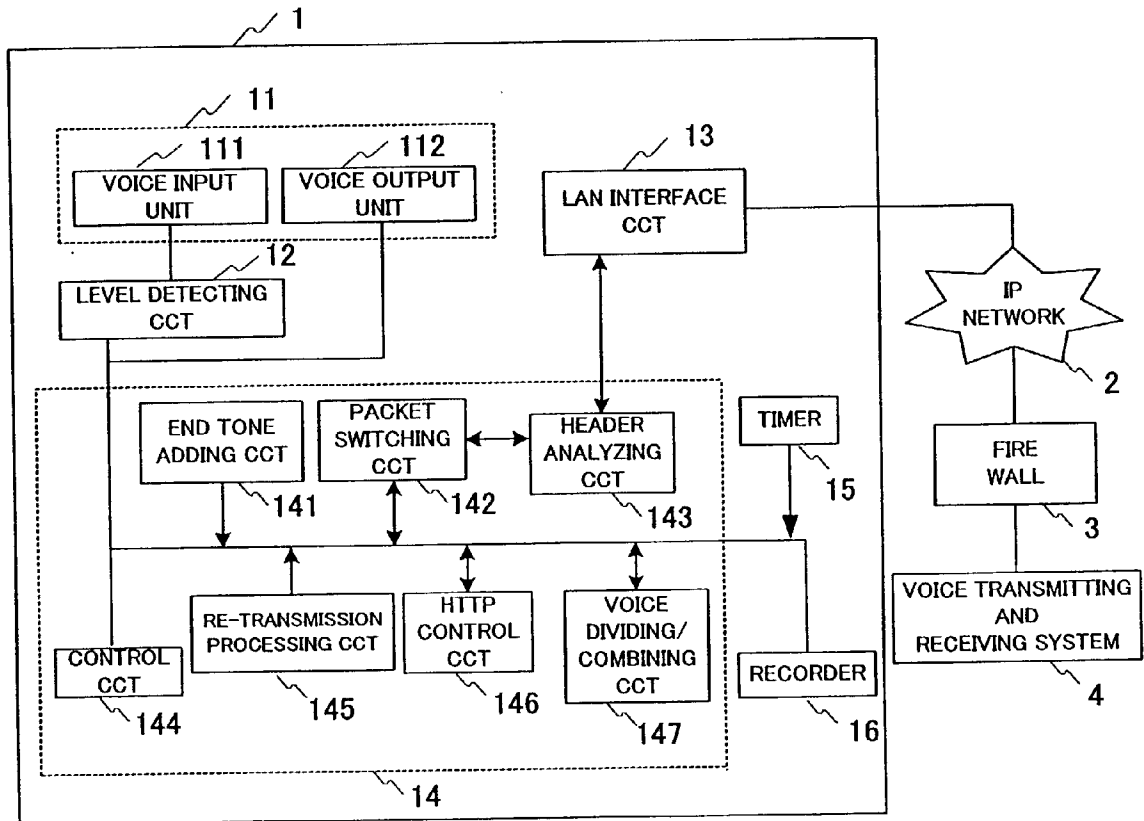 1
11
111
112
VOICE INPUT
UNIT
VOICE OUTPUT
UNIT
13
LAN INTERFACE
CCT
12
LEVEL DETECTING
CCT
IP
NETWORK
2
END TONE
ADDING CCT
141
PACKET
SWITCHING
CCT
142
HEADER
ANALYZING
CCT
143
TIMER
15
FIRE
WALL
3
CONTROL
CCT
144
RE-TRANSMISSION
PROCESSING CCT
145
HTTP
CONTROL
CCT
146
VOICE
DIVIDING/
COMBINING
CCT
147
RECORDER
16
VOICE TRANSMITTING
AND
RECEIVING SYSTEM
4
14